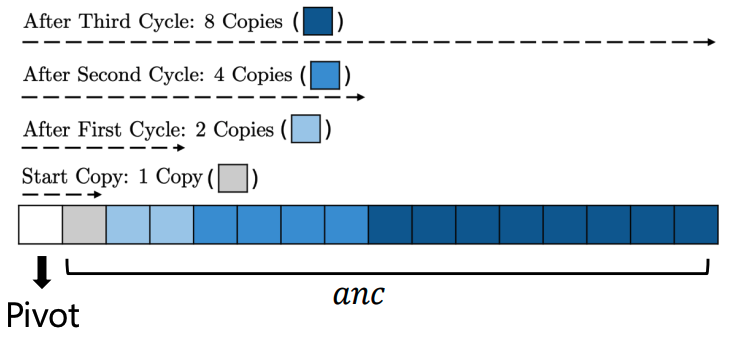 After Third Cycle: 8 Copies ( )
After Second Cycle: 4 Copies ( )
After First Cycle: 2 Copies ( )
Start Copy: 1 Copy ( )
anc
Pivot